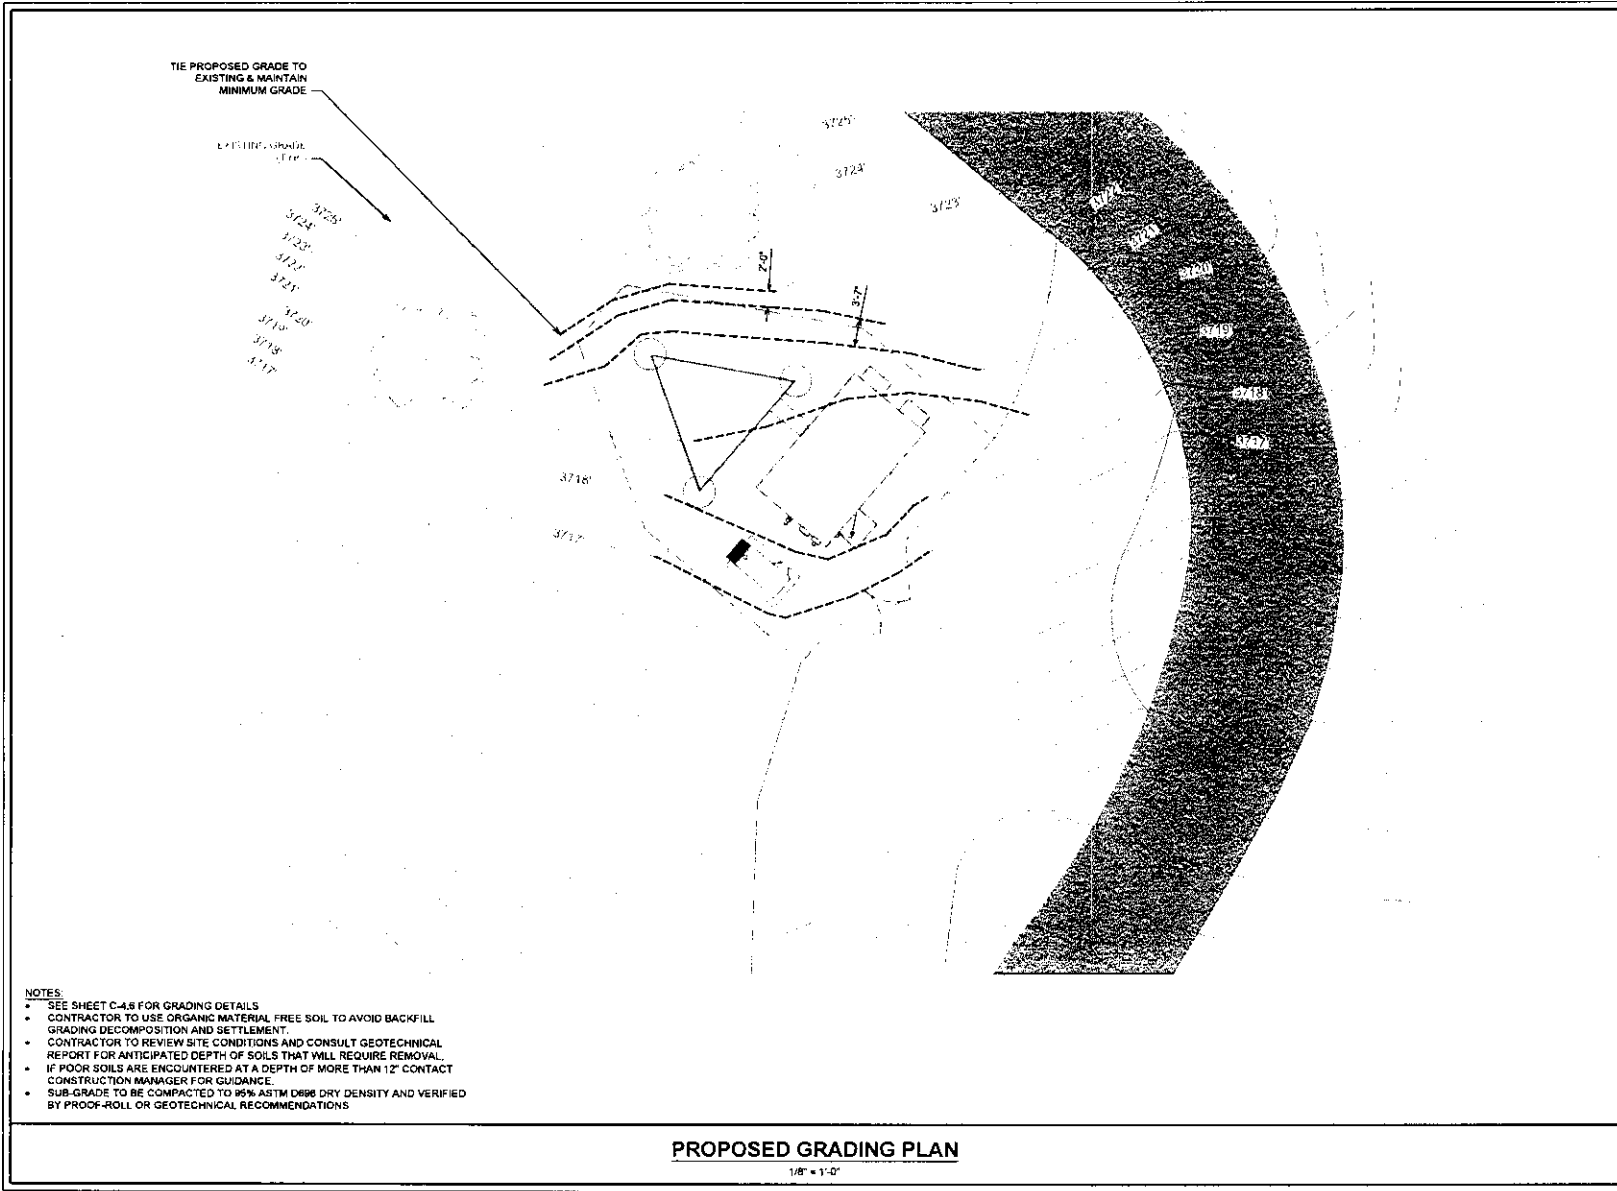 TIE PROPOSED GRADE TO
EXISTING & MAINTAIN
MINIMUM GRADE
EXISTING GRADE
3725'
3724'
3723'
3725'
3724'
3723'
3722'
3721'
3720'
3719'
3718'
3717'
2'-0"
3'-7"
3722'
3721'
3720'
3719'
3718'
3717'
3718'
3717'
NOTES:
• SEE SHEET C-4.6 FOR GRADING DETAILS
• CONTRACTOR TO USE ORGANIC MATERIAL FREE SOIL TO AVOID BACKFILL
GRADING DECOMPOSITION AND SETTLEMENT.
• CONTRACTOR TO REVIEW SITE CONDITIONS AND CONSULT GEOTECHNICAL
REPORT FOR ANTICIPATED DEPTH OF SOILS THAT WILL REQUIRE REMOVAL.
• IF POOR SOILS ARE ENCOUNTERED AT A DEPTH OF MORE THAN 12" CONTACT
CONSTRUCTION MANAGER FOR GUIDANCE.
• SUB-GRADE TO BE COMPACTED TO 95% ASTM D698 DRY DENSITY AND VERIFIED
BY PROOF-ROLL OR GEOTECHNICAL RECOMMENDATIONS
PROPOSED GRADING PLAN
1/8" = 1'-0"